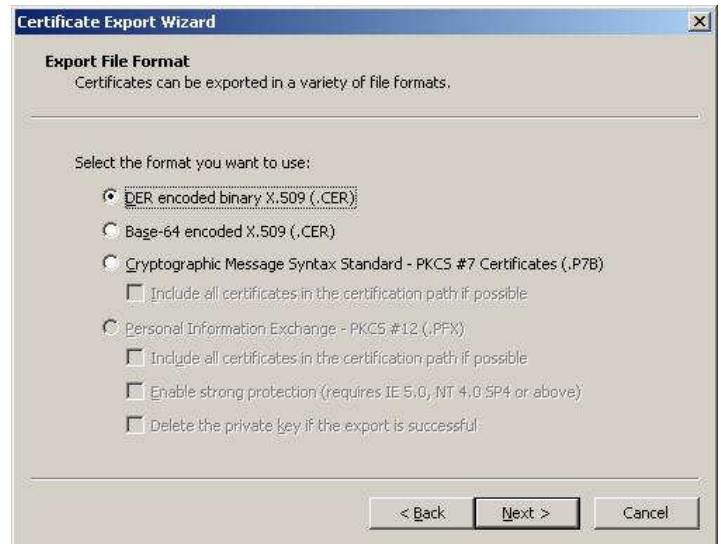 Certificate Export Wizard
Export File Format
Certificates can be exported in a variety of file formats.
Select the format you want to use:
DER encoded binary X.509 (.CER)
Base-64 encoded X.509 (.CER)
Cryptographic Message Syntax Standard - PKCS #7 Certificates (.P7B)
Include all certificates in the certification path if possible
Personal Information Exchange - PKCS #12 (.PFX)
Include all certificates in the certification path if possible
Enable strong protection (requires IE 5.0, NT 4.0 SP4 or above)
Delete the private key if the export is successful
< Back Next > Cancel